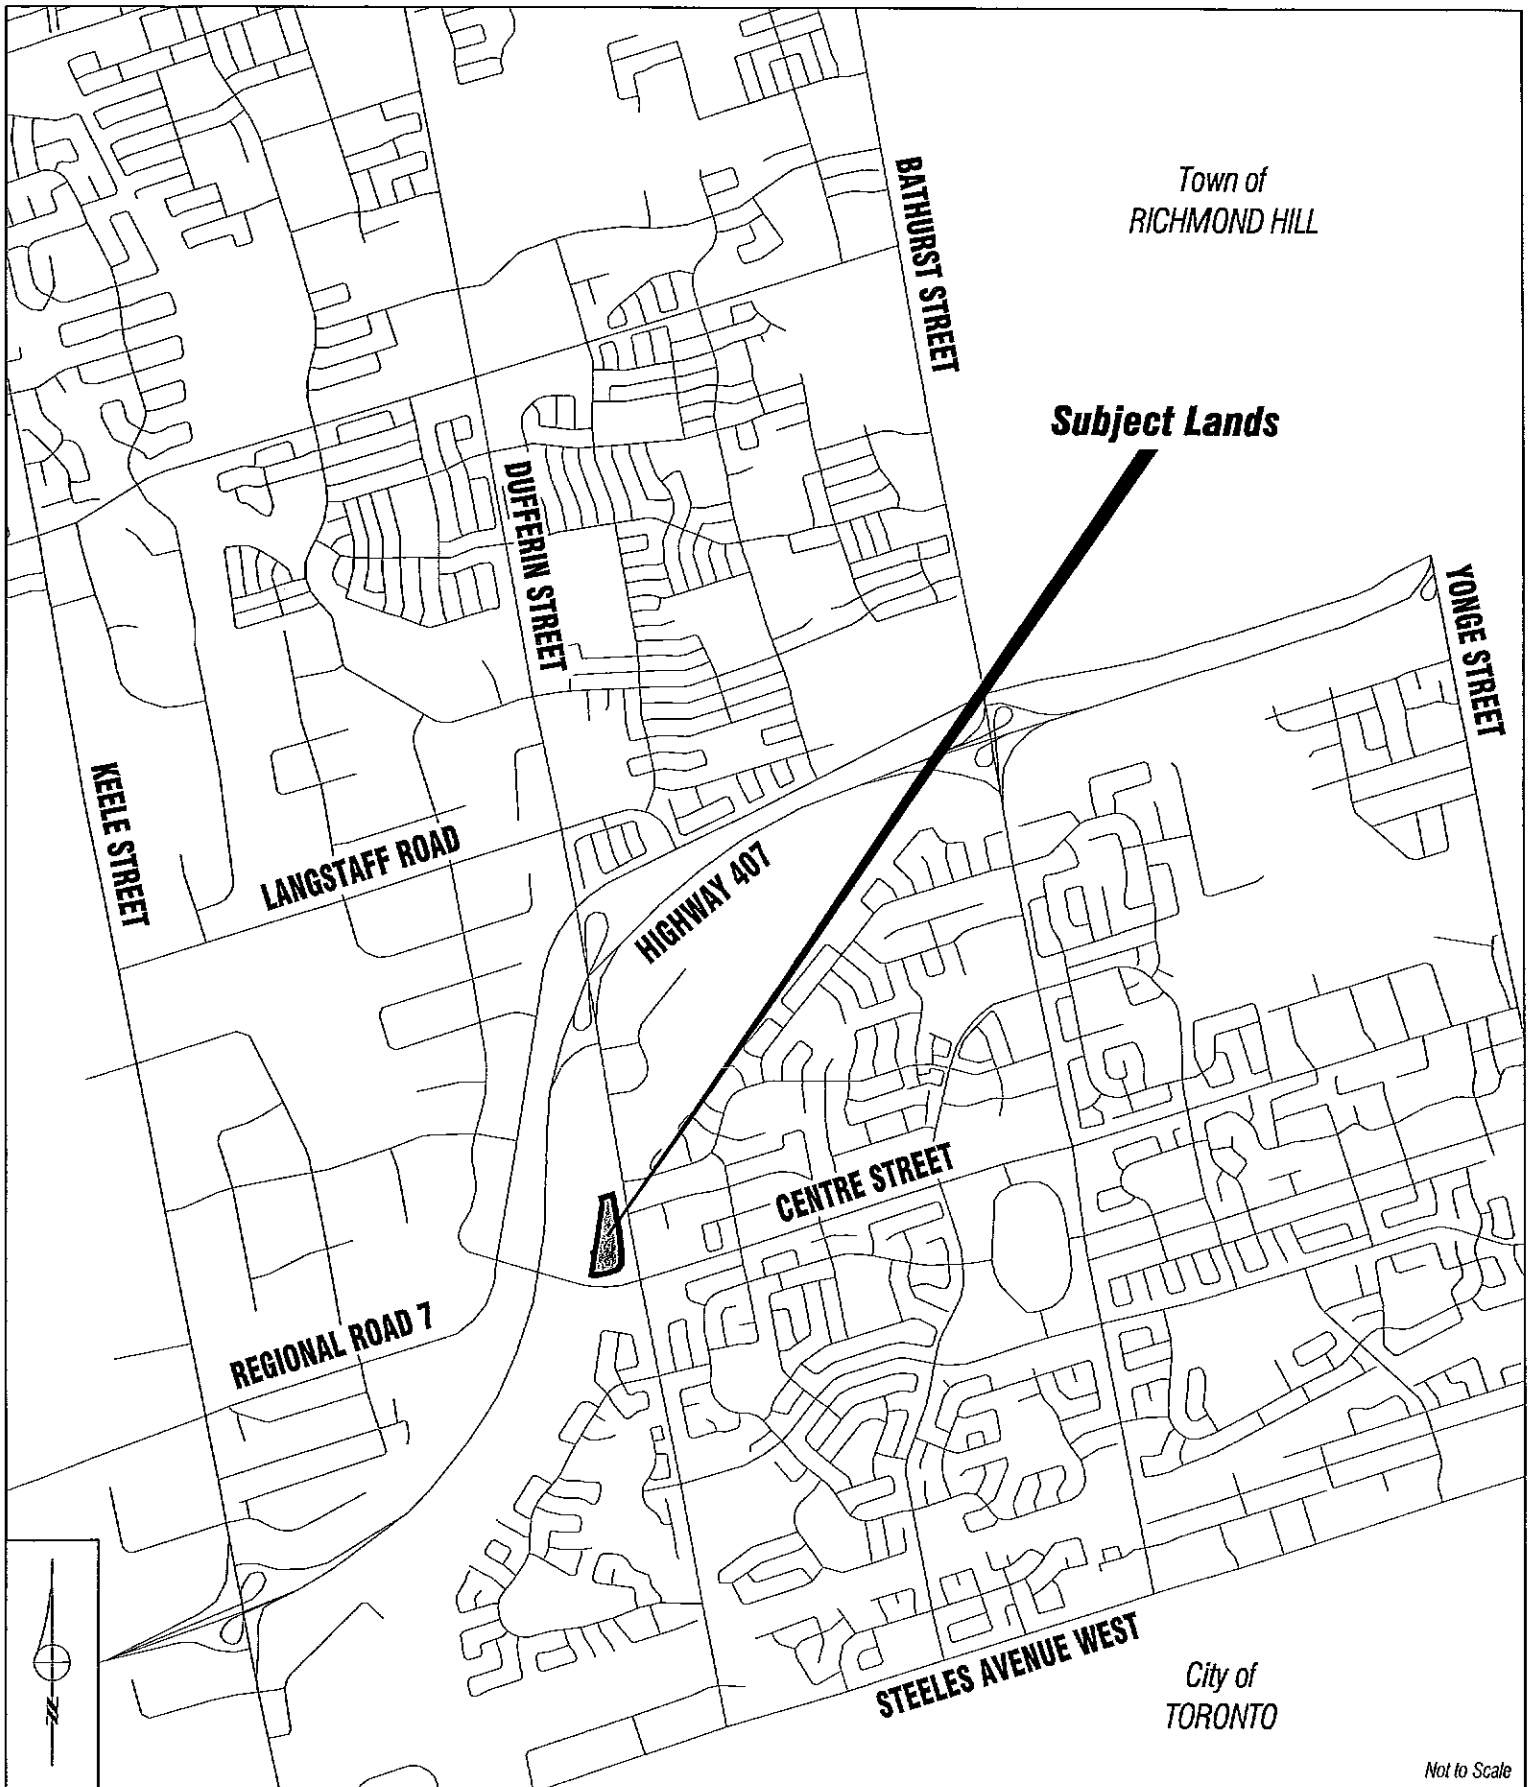 Town of
RICHMOND HILL
BATHURST STREET
Subject Lands
DUFFERIN STREET
YONGE STREET
KEELE STREET
LANGSTAFF ROAD
HIGHWAY 407
CENTRE STREET
REGIONAL ROAD 7
STEELES AVENUE WEST
City of
TORONTO
N
Not to Scale